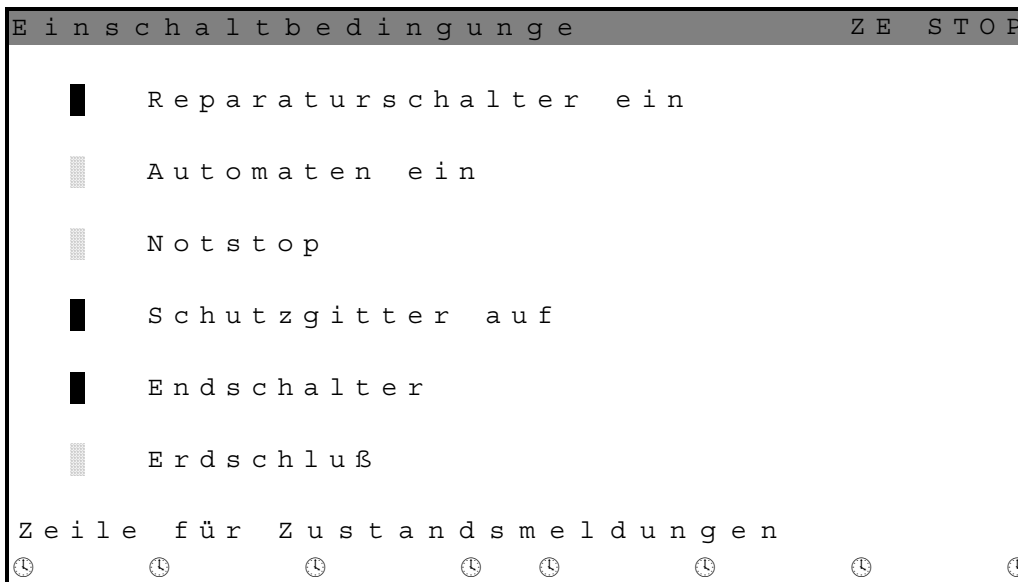 Einschaltbedingunge ZE STOP
Reparaturschalter ein
Automaten ein
Notstop
Schutzgitter auf
Endschalter
Erdschluß
Zeile für Zustandsmeldungen